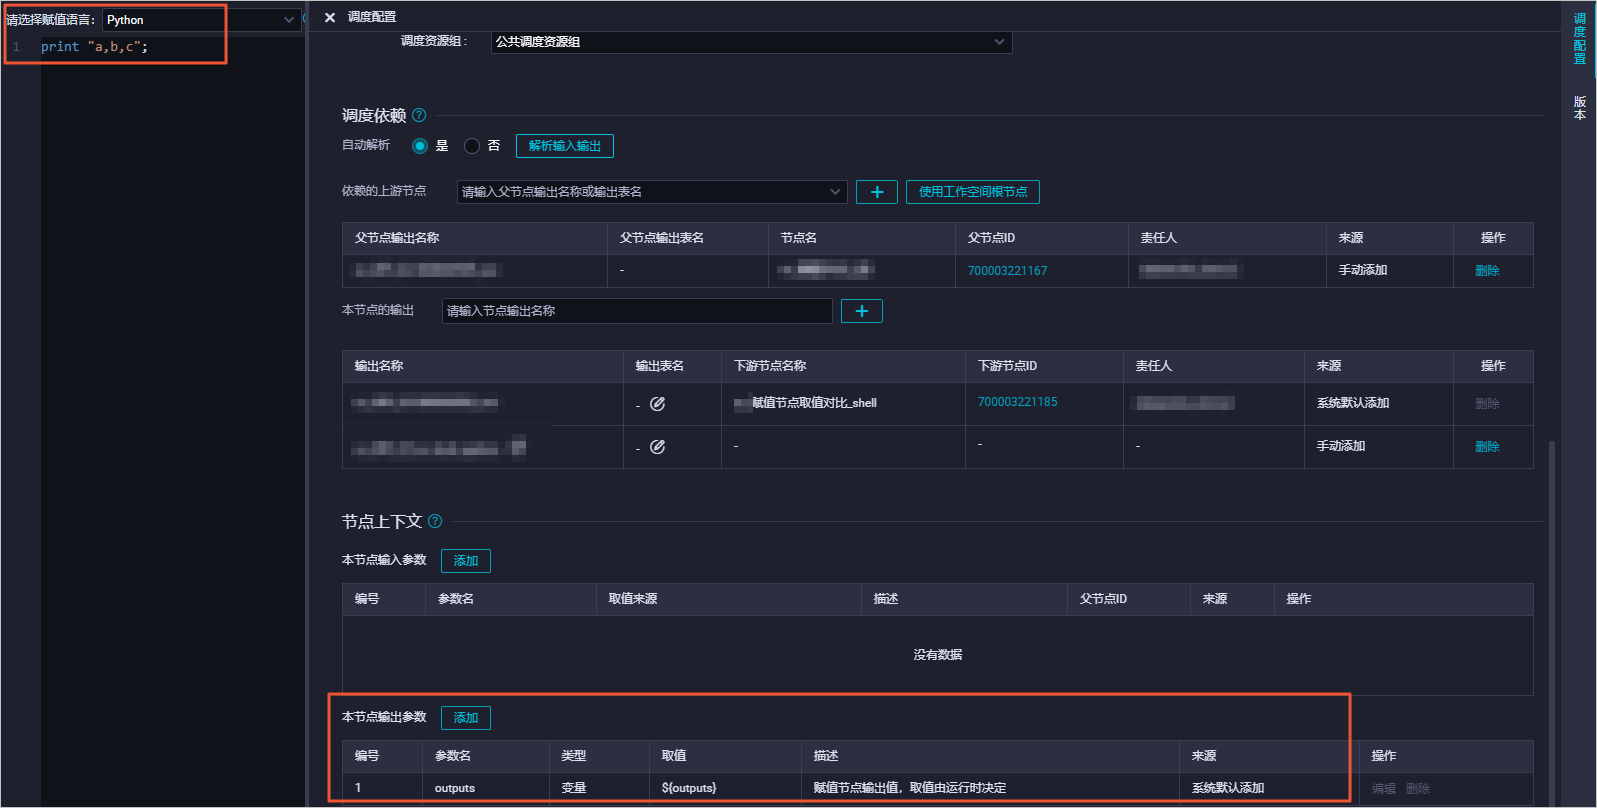 请选择赋值语言： Python
1 print "a,b,c";
调度配置
调度资源组： 公共调度资源组
调度依赖
自动解析 是 否 解析输入输出
依赖的上游节点 请输入父节点输出名称或输出表名 + 使用工作空间根节点
父节点输出名称 父节点输出表名 节点名 父节点ID 责任人 来源 操作
- 700003221167 手动添加 删除
本节点的输出 请输入节点输出名称 +
输出名称 输出表名 下游节点名称 下游节点ID 责任人 来源 操作
- 赋值节点取值对比_shell 700003221185 系统默认添加 删除
- - - - 手动添加 删除
节点上下文
本节点输入参数 添加
编号 参数名 取值来源 描述 父节点ID 来源 操作
没有数据
本节点输出参数 添加
编号 参数名 类型 取值 描述 来源 操作
1 outputs 变量 ${outputs} 赋值节点输出值，取值由运行时决定 系统默认添加 编辑 删除
调度配置
版本